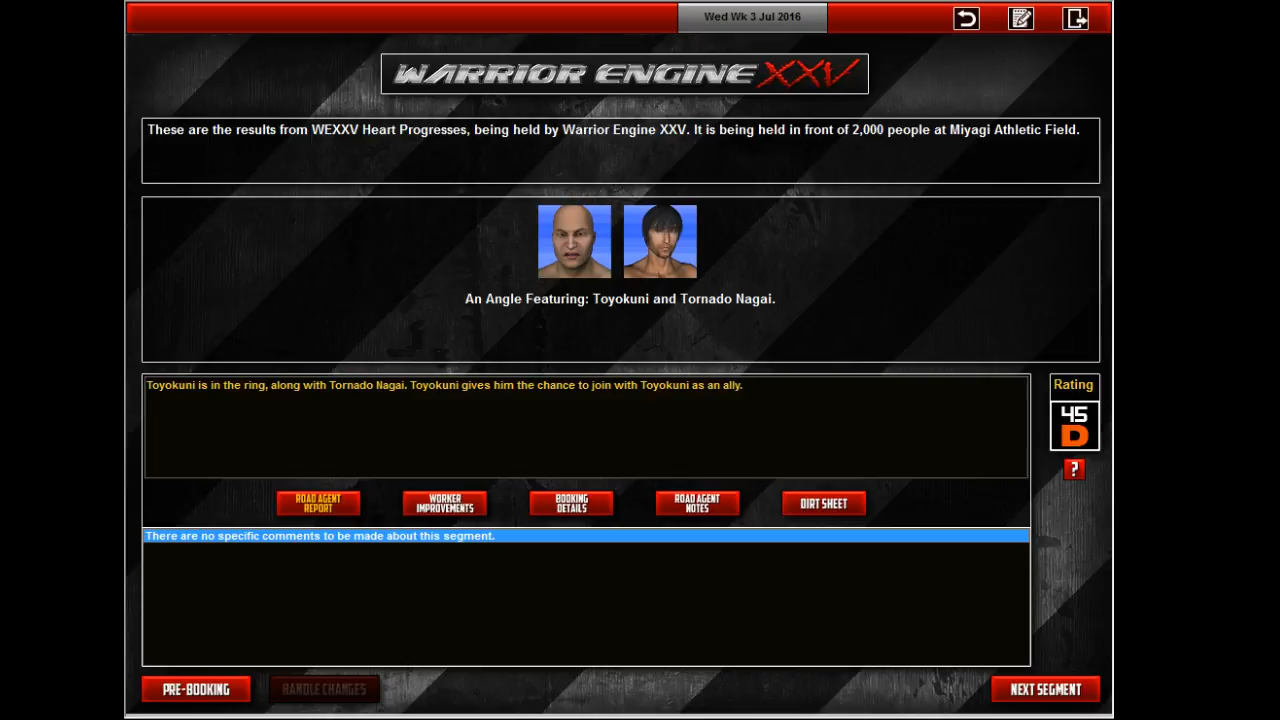 Wed Wk 3 Jul 2016
WARRIOR ENGINE XXV
These are the results from WEXXV Heart Progresses, being held by Warrior Engine XXV. It is being held in front of 2,000 people at Miyagi Athletic Field.
An Angle Featuring: Toyokuni and Tornado Nagai.
Toyokuni is in the ring, along with Tornado Nagai. Toyokuni gives him the chance to join with Toyokuni as an ally.
Rating
45
D
?
ROAD AGENT
REPORT
WORKER
IMPROVEMENTS
BOOKING
DETAILS
ROAD AGENT
NOTES
DIRT SHEET
There are no specific comments to be made about this segment.
PRE-BOOKING
HANDLE CHANGES
NEXT SEGMENT